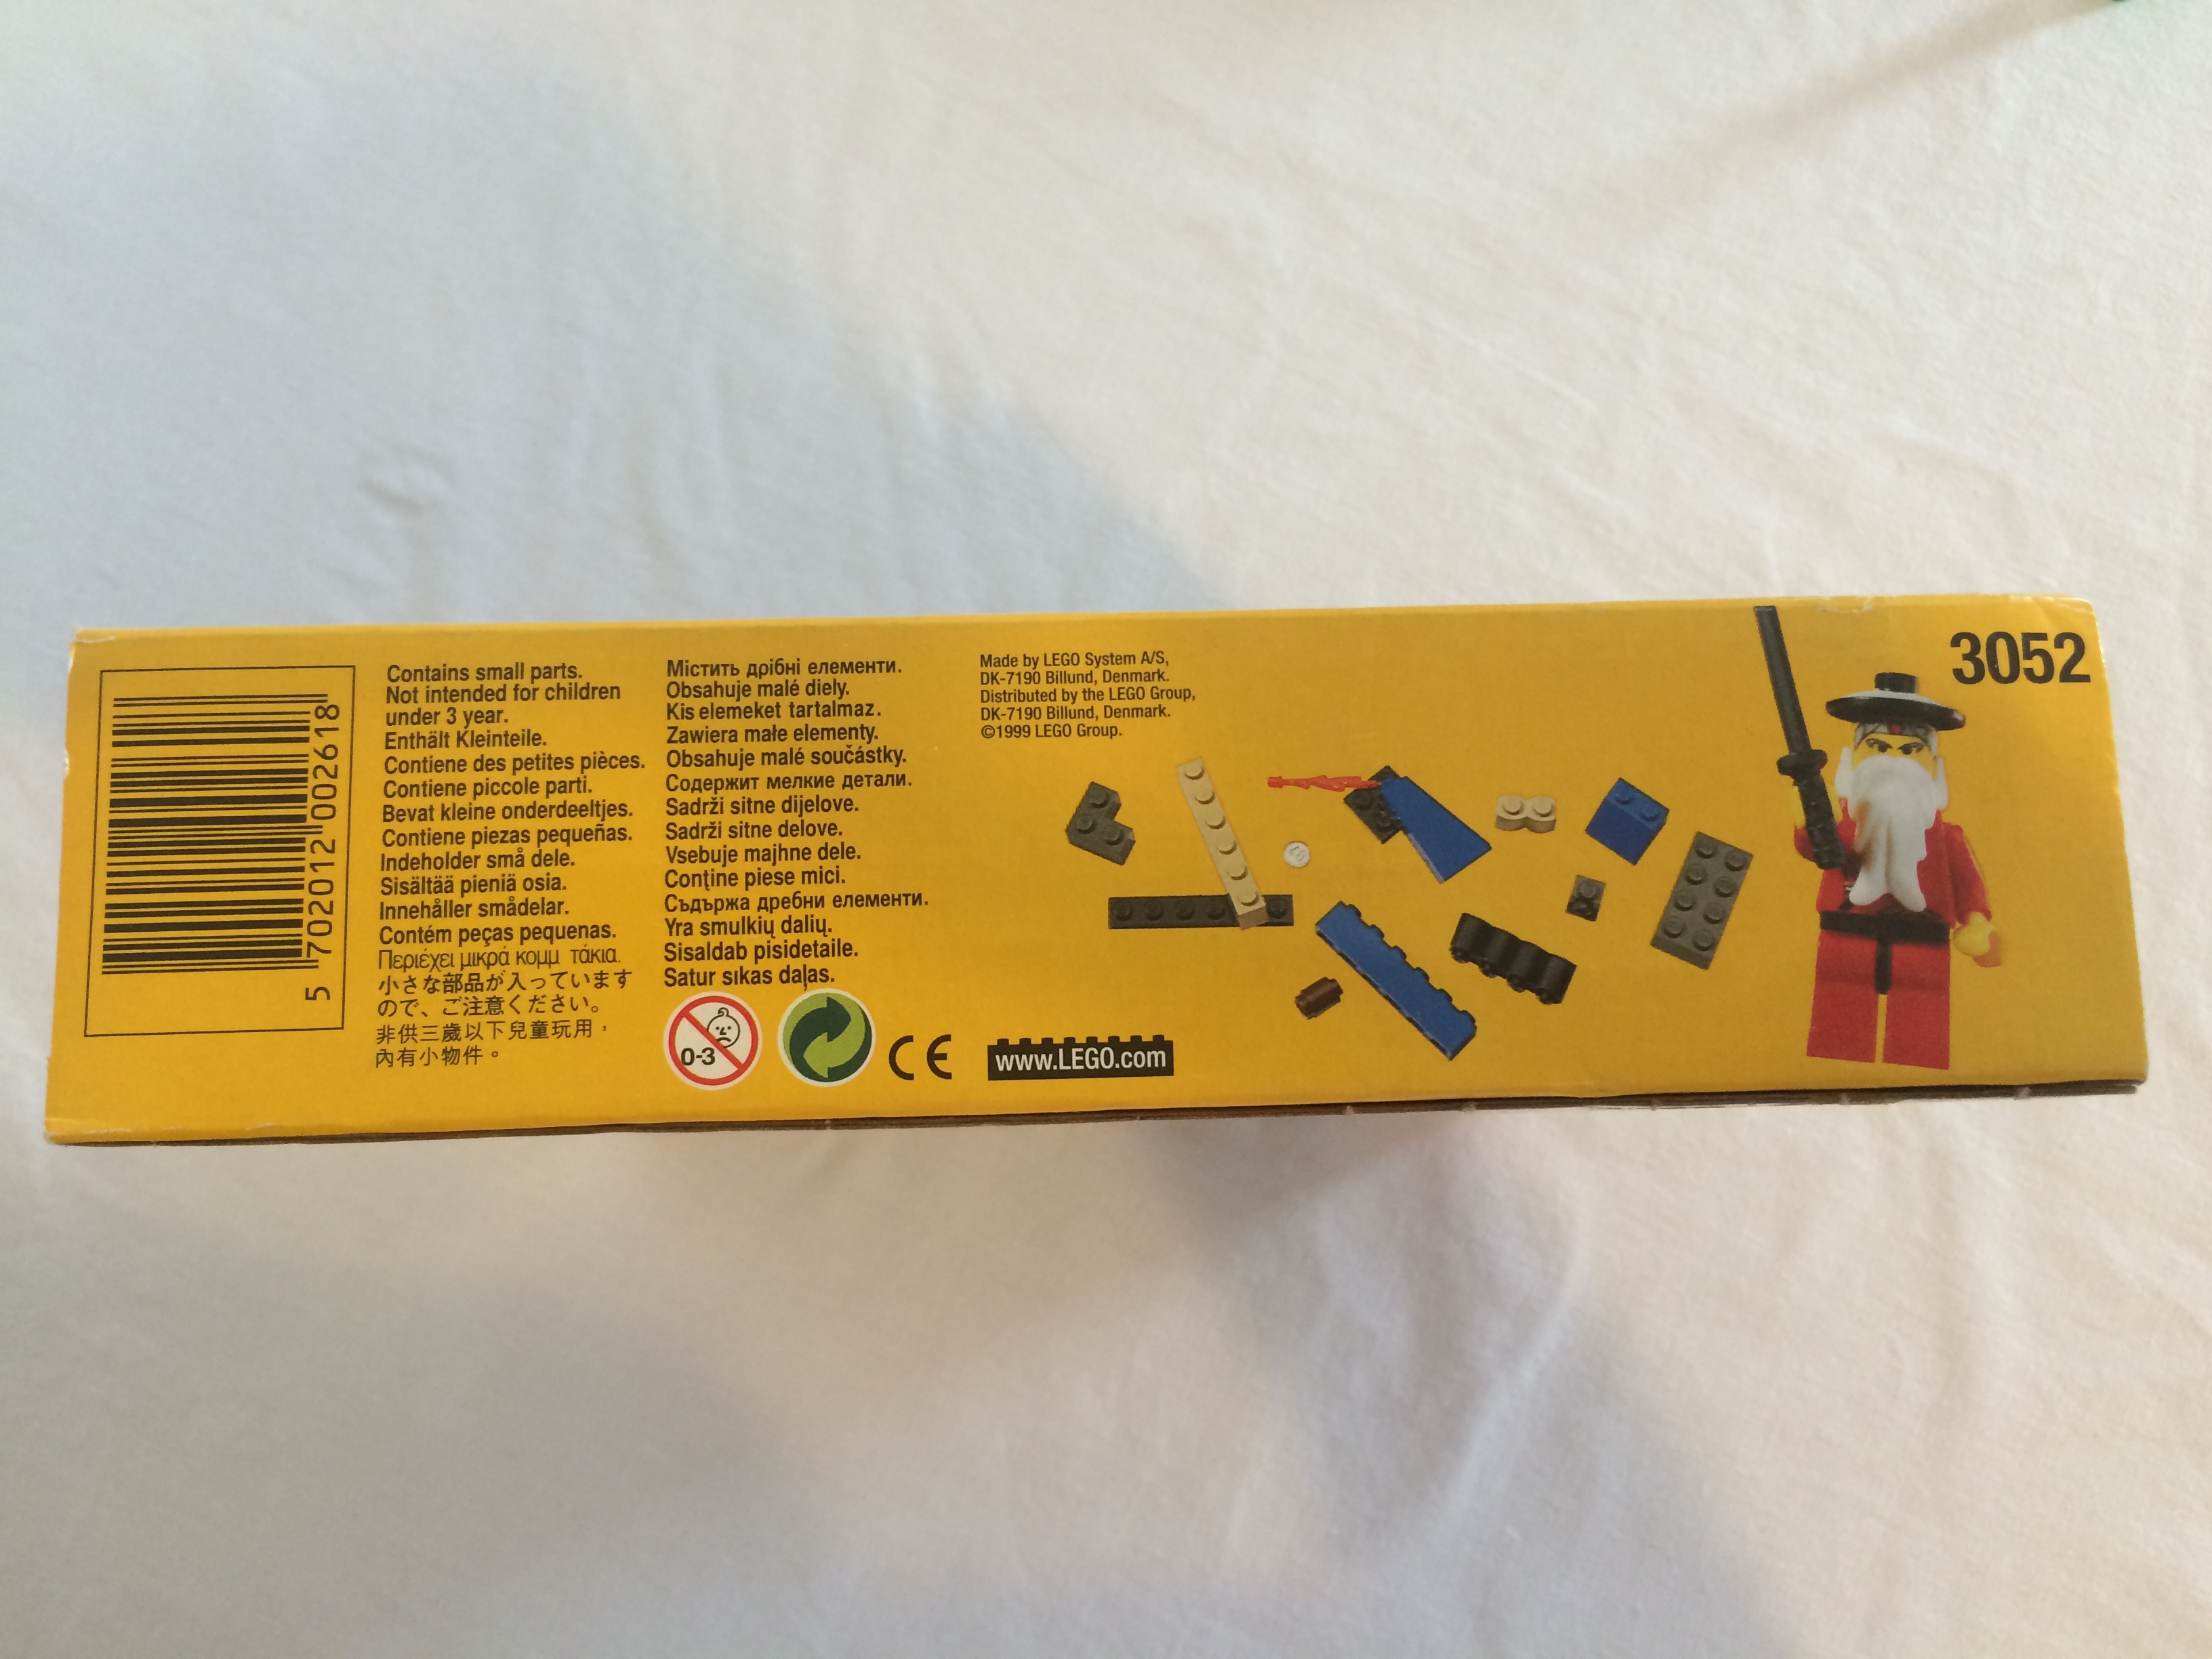 5 702012 002618
Contains small parts.
Not intended for children
under 3 year.
Enthält Kleinteile.
Contiene des petites pièces.
Contiene piccole parti.
Bevat kleine onderdeeltjes.
Contiene piezas pequeñas.
Indeholder små dele.
Sisältää pieniä osia.
Innehåller smådelar.
Contém peças pequenas.
Περιέχει μικρά κομμ τάκια.
小さな部品が入っています
ので、ご注意ください。
非供三歲以下兒童玩用，
內有小物件。
Містить дрібні елементи.
Obsahuje malé diely.
Kis elemeket tartalmaz.
Zawiera małe elementy.
Obsahuje malé součástky.
Содержит мелкие детали.
Sadrži sitne dijelove.
Sadrži sitne delove.
Vsebuje majhne dele.
Conţine piese mici.
Съдържа дребни елементи.
Yra smulkių dalių.
Sisaldab pisidetaile.
Satur sīkas daļas.
0-3
CE
Made by LEGO System A/S,
DK-7190 Billund, Denmark.
Distributed by the LEGO Group,
DK-7190 Billund, Denmark.
©1999 LEGO Group.
www.LEGO.com
3052